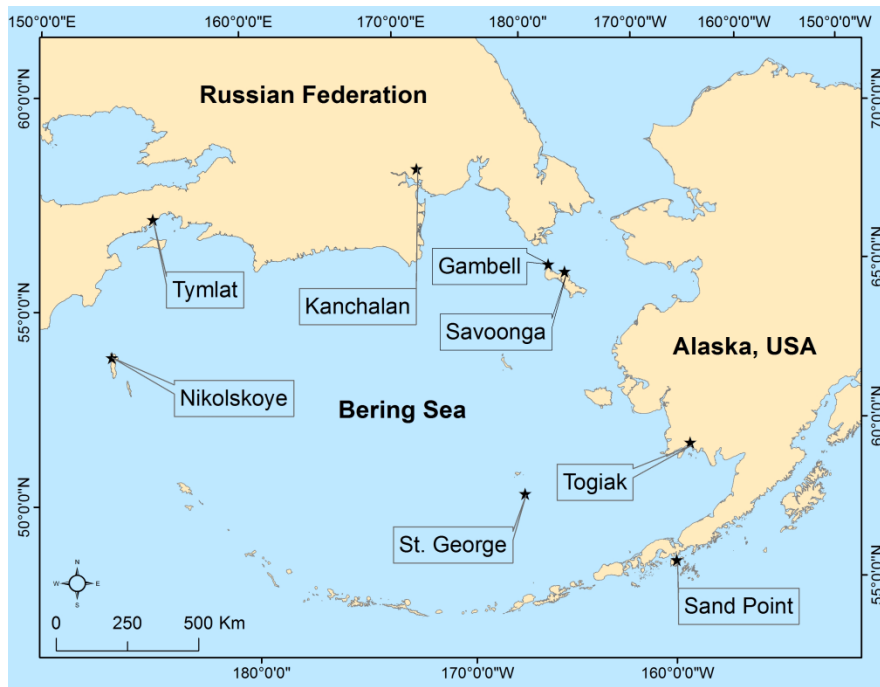 150°0'0"E 160°0'0"E 170°0'0"E 180°0'0"E 170°0'0"W 160°0'0"W 150°0'0"W
60°0'0"N
70°0'0"N
Russian Federation
Gambell
65°0'0"N
Tymlat
Kanchalan
55°0'0"N
Savoonga
Alaska, USA
Nikolskoye
Bering Sea
60°0'0"N
Togiak
50°0'0"N
St. George
N
W E
S
55°0'0"N
Sand Point
0 250 500 Km
180°0'0" 170°0'0"W 160°0'0"W